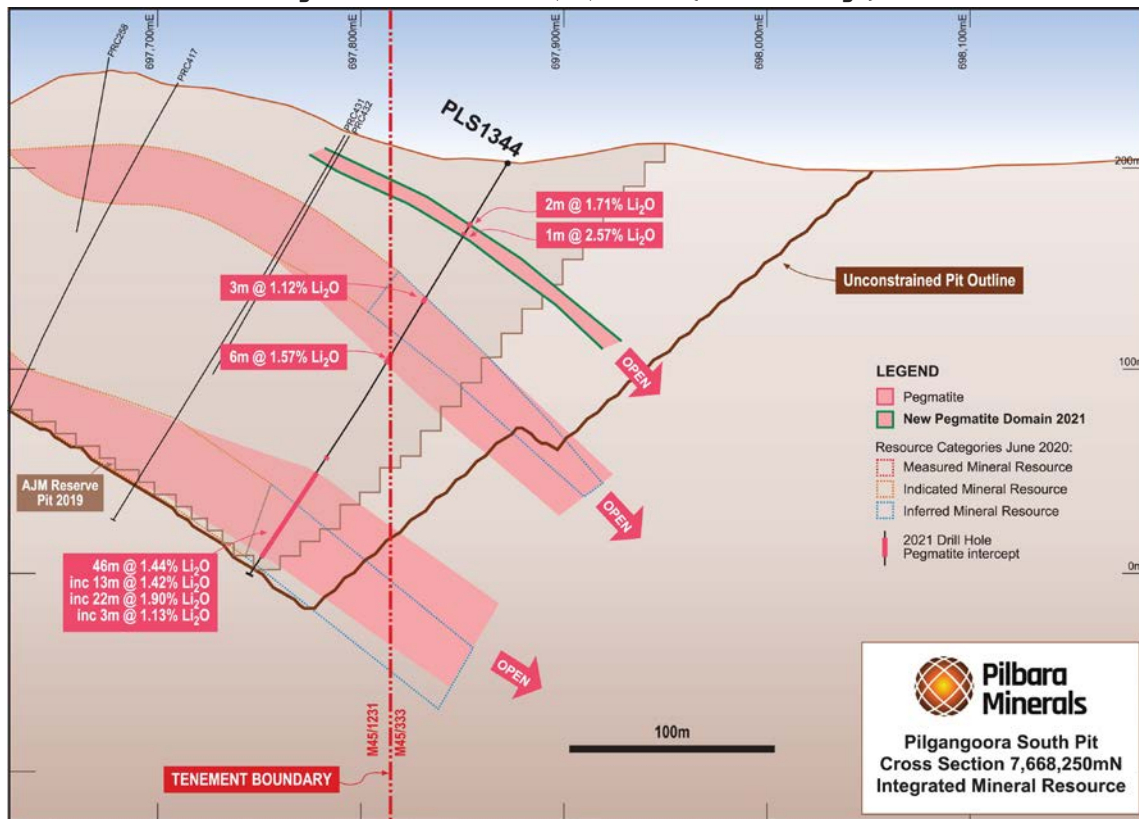 697,700mE
697,800mE
697,900mE
698,000mE
698,100mE
PRC258
PRC417
PRC431
PRC432
PLS1344
200m
2m @ 1.71% Li₂O
1m @ 2.57% Li₂O
3m @ 1.12% Li₂O
Unconstrained Pit Outline
6m @ 1.57% Li₂O
OPEN
100m
LEGEND
Pegmatite
New Pegmatite Domain 2021
Resource Categories June 2020:
Measured Mineral Resource
Indicated Mineral Resource
Inferred Mineral Resource
2021 Drill Hole
Pegmatite intercept
AJM Reserve
Pit 2019
OPEN
46m @ 1.44% Li₂O
inc 13m @ 1.42% Li₂O
inc 22m @ 1.90% Li₂O
inc 3m @ 1.13% Li₂O
0m
OPEN
M45/1231
M45/333
100m
TENEMENT BOUNDARY
Pilbara
Minerals
Pilgangoora South Pit
Cross Section 7,668,250mN
Integrated Mineral Resource